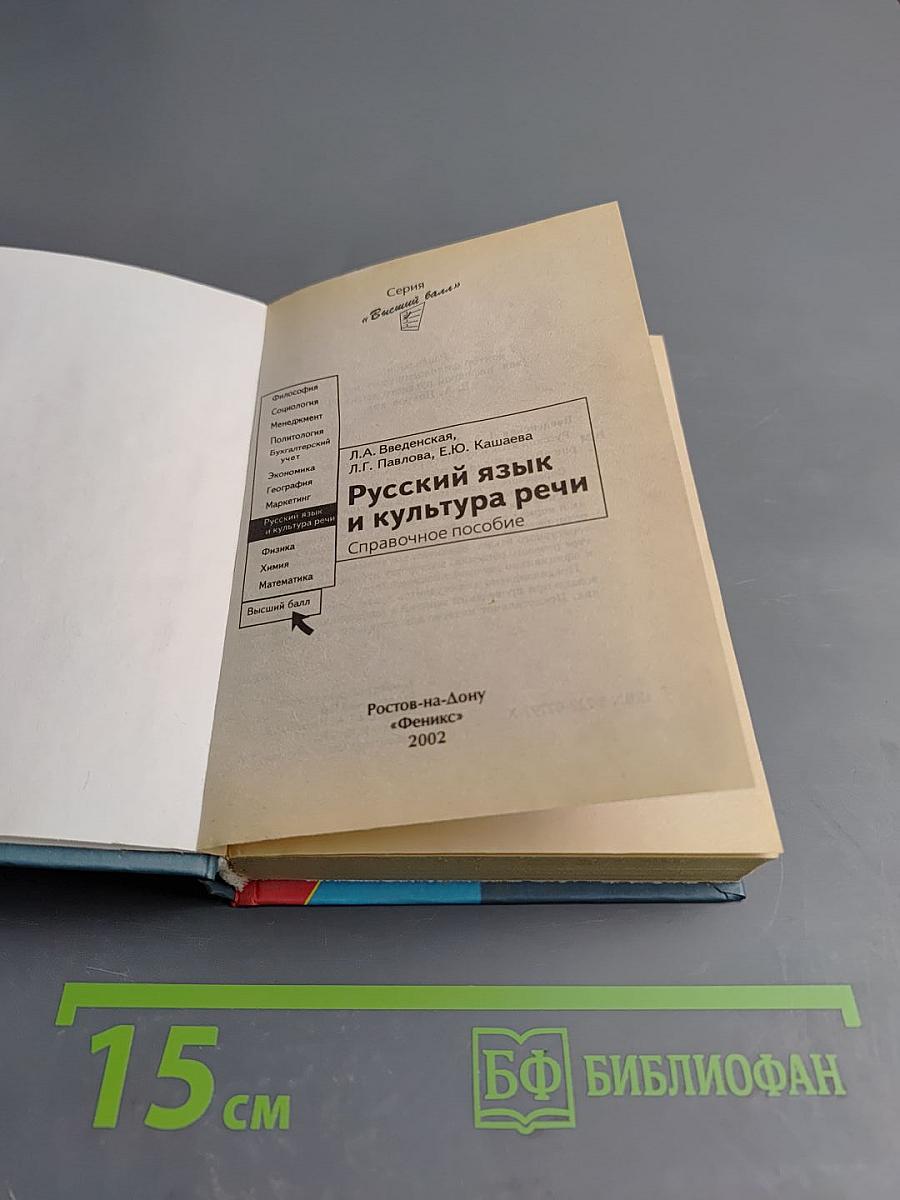 Серия
«Высший балл»
Философия
Социология
Менеджмент
Политология
Бухгалтерский
учет
Экономика
География
Маркетинг
Русский язык
и культура речи
Физика
Химия
Математика
Высший балл
Л.А. Введенская,
Л.Г. Павлова, Е.Ю. Кашаева
Русский язык
и культура речи
Справочное пособие
Ростов-на-Дону
«Феникс»
2002
15 см
БФ БИБЛИОФАН